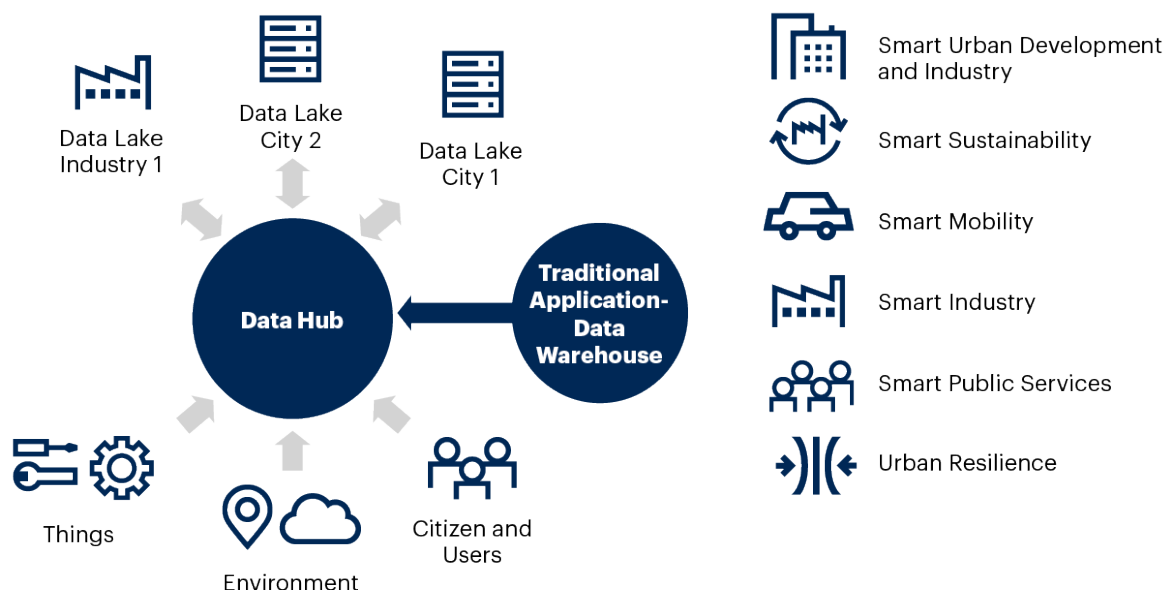 Data Lake
Industry 1
Data Lake
City 2
Data Lake
City 1
Data Hub
Traditional
Application-
Data
Warehouse
Things
Environment
Citizen and
Users
Smart Urban Development
and Industry
Smart Sustainability
Smart Mobility
Smart Industry
Smart Public Services
Urban Resilience